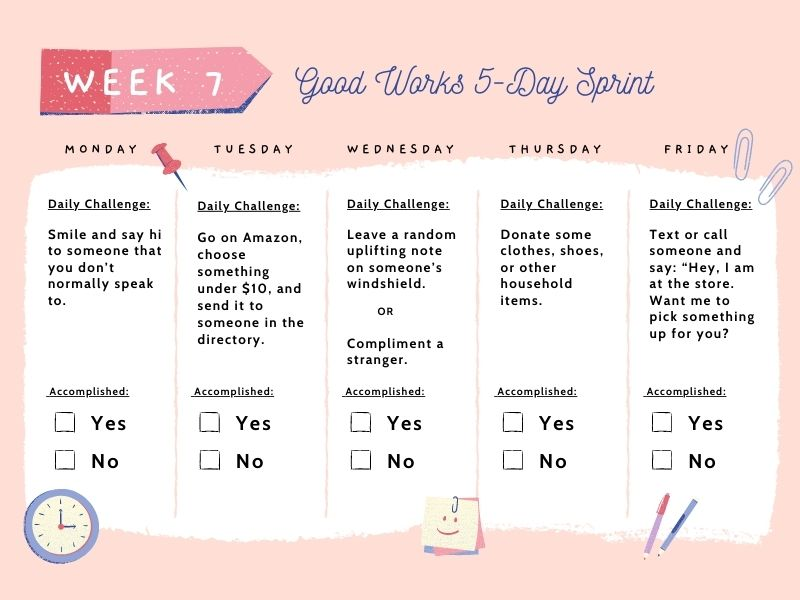 WEEK 7
Good Works 5-Day Sprint
MONDAY
TUESDAY
WEDNESDAY
THURSDAY
FRIDAY
Daily Challenge:
Smile and say hi
to someone that
you don't
normally speak
to.
Accomplished:
Yes
No
Daily Challenge:
Go on Amazon,
choose
something
under $10, and
send it to
someone in the
directory.
Accomplished:
Yes
No
Daily Challenge:
Leave a random
uplifting note
on someone's
windshield.
OR
Compliment a
stranger.
Accomplished:
Yes
No
Daily Challenge:
Donate some
clothes, shoes,
or other
household
items.
Accomplished:
Yes
No
Daily Challenge:
Text or call
someone and
say: “Hey, I am
at the store.
Want me to
pick something
up for you?
Accomplished:
Yes
No